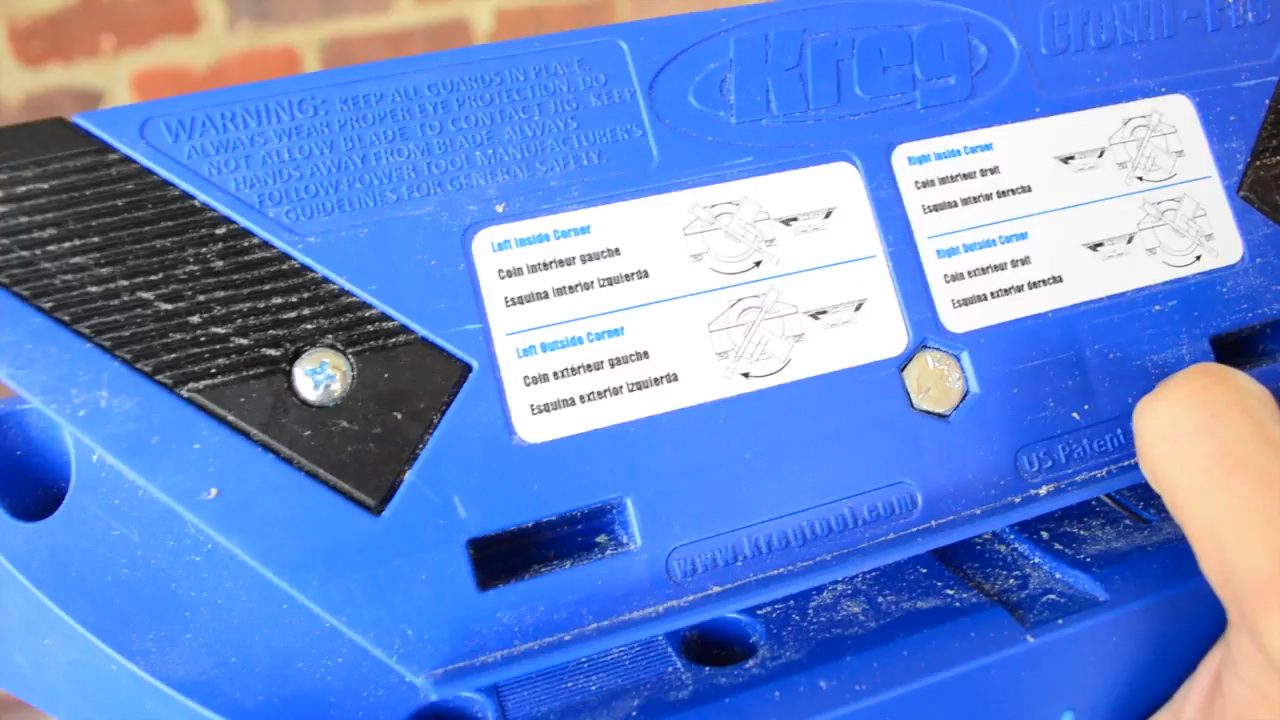 WARNING: KEEP ALL GUARDS IN PLACE.
ALWAYS WEAR PROPER EYE PROTECTION. DO
NOT ALLOW BLADE TO CONTACT JIG. KEEP
HANDS AWAY FROM BLADE. ALWAYS
FOLLOW POWER TOOL MANUFACTURER'S
GUIDELINES FOR GENERAL SAFETY.
Kreg
Crown-Pro
Left Inside Corner
Coin intérieur gauche
Esquina interior izquierda
Left Outside Corner
Coin extérieur gauche
Esquina exterior izquierda
Right Inside Corner
Coin intérieur droit
Esquina interior derecha
Right Outside Corner
Coin extérieur droit
Esquina exterior derecha
US Patent
www.kregtool.com